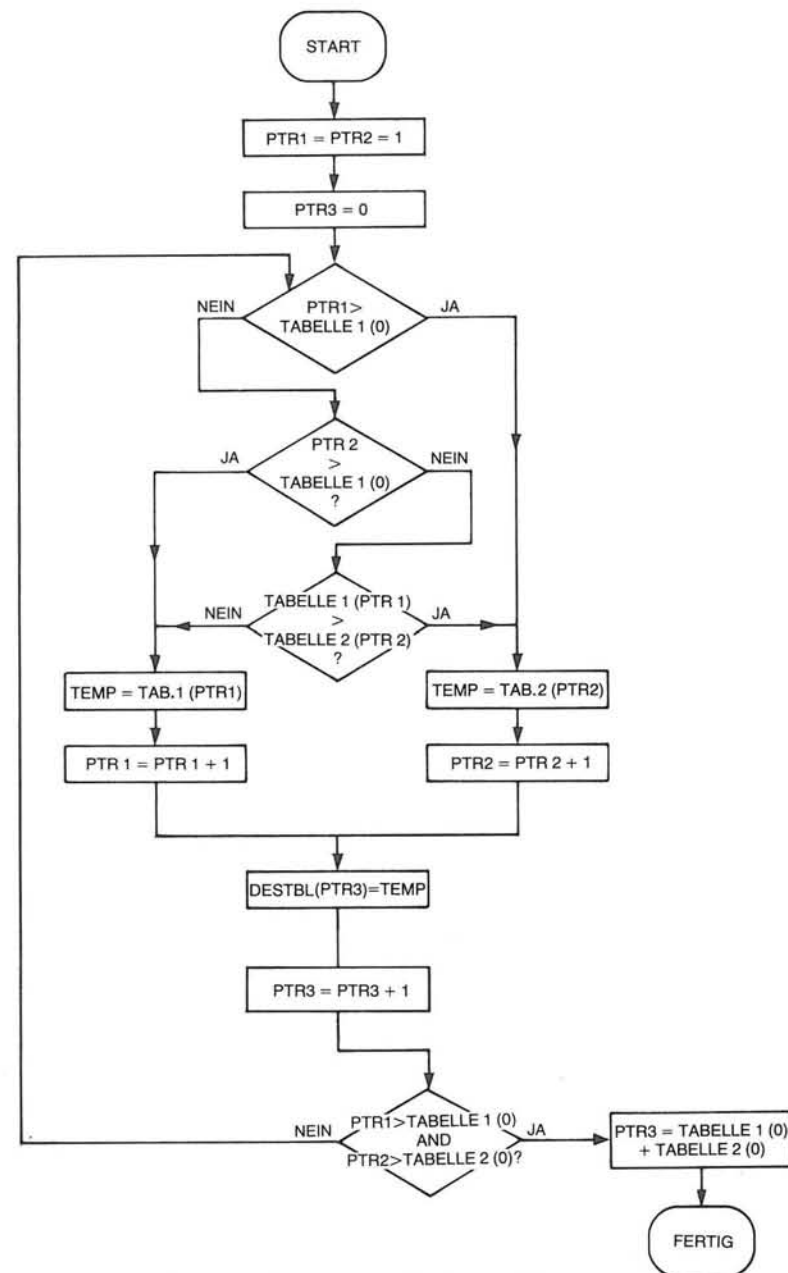 START
PTR1 = PTR2 = 1
PTR3 = 0
NEIN
PTR1>
TABELLE 1 (0)
JA
JA
PTR 2
>
TABELLE 1 (0)
?
NEIN
NEIN
TABELLE 1 (PTR 1)
>
TABELLE 2 (PTR 2)
?
JA
TEMP = TAB.1 (PTR1)
TEMP = TAB.2 (PTR2)
PTR 1 = PTR 1 + 1
PTR2 = PTR 2 + 1
DESTBL(PTR3)=TEMP
PTR3 = PTR3 + 1
NEIN
PTR1>TABELLE 1 (0)
AND
PTR2>TABELLE 2 (0)?
JA
PTR3 = TABELLE 1 (0)
+ TABELLE 2 (0)
FERTIG